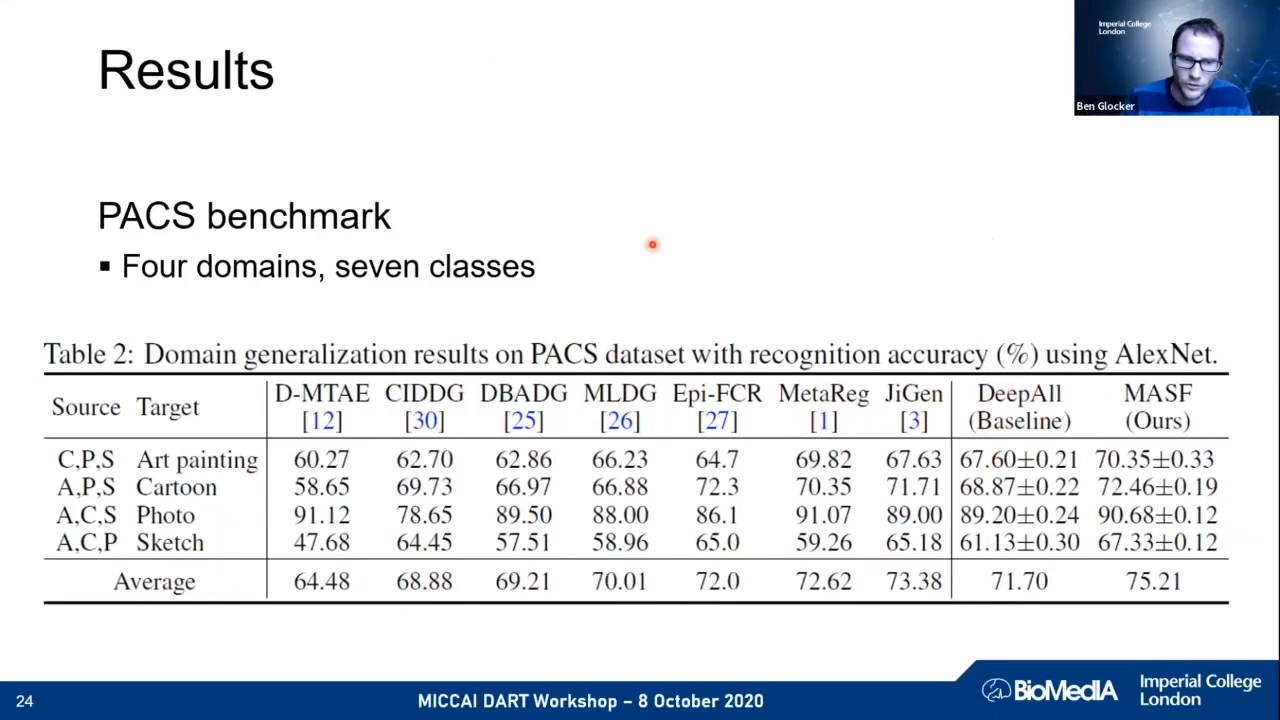 Imperial College
London
Ben Glocker
Results
PACS benchmark
▪ Four domains, seven classes
Table 2: Domain generalization results on PACS dataset with recognition accuracy (%) using AlexNet.
Source Target D-MTAE [12] CIDDG [30] DBADG [25] MLDG [26] Epi-FCR [27] MetaReg [1] JiGen [3] DeepAll (Baseline) MASF (Ours)
C,P,S Art painting 60.27 62.70 62.86 66.23 64.7 69.82 67.63 67.60±0.21 70.35±0.33
A,P,S Cartoon 58.65 69.73 66.97 66.88 72.3 70.35 71.71 68.87±0.22 72.46±0.19
A,C,S Photo 91.12 78.65 89.50 88.00 86.1 91.07 89.00 89.20±0.24 90.68±0.12
A,C,P Sketch 47.68 64.45 57.51 58.96 65.0 59.26 65.18 61.13±0.30 67.33±0.12
Average 64.48 68.88 69.21 70.01 72.0 72.62 73.38 71.70 75.21
24
MICCAI DART Workshop – 8 October 2020
BioMedIA
Imperial College
London